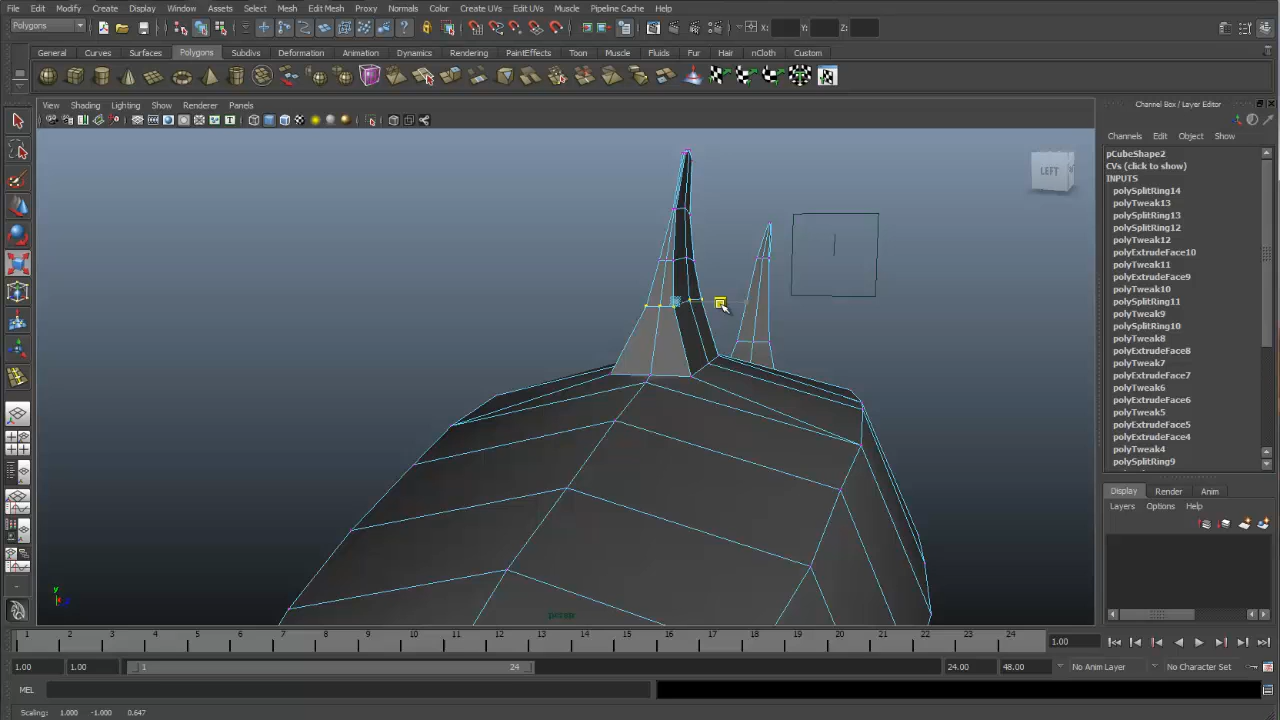 File Edit Modify Create Display Window Assets Select Mesh Edit Mesh Proxy Normals Color Create UVs Edit UVs Muscle Pipeline Cache Help
Polygons X: Y: Z:
General Curves Surfaces Polygons Subdivs Deformation Animation Dynamics Rendering PaintEffects Toon Muscle Fluids Fur Hair nCloth Custom
View Shading Lighting Show Renderer Panels
Channel Box / Layer Editor
Channels Edit Object Show
pCubeShape2
CVs (click to show)
INPUTS
polySplitRing14
polyTweak13
polySplitRing13
polySplitRing12
polyTweak12
polyExtrudeFace10
polyTweak11
polyExtrudeFace9
polyTweak10
polySplitRing11
polyTweak9
polySplitRing10
polyTweak8
polyExtrudeFace8
polyTweak7
polyExtrudeFace7
polyTweak6
polyExtrudeFace6
polyTweak5
polyExtrudeFace5
polyExtrudeFace4
polyTweak4
polySplitRing9
LEFT
Display Render Anim
Layers Options Help
y
persp
1 2 3 4 5 6 7 8 9 10 11 12 13 14 15 16 17 18 19 20 21 22 23 24 1.00
1.00 1.00 1 24 24.00 48.00 No Anim Layer No Character Set
MEL
Scaling: 1.000 -1.000 0.647